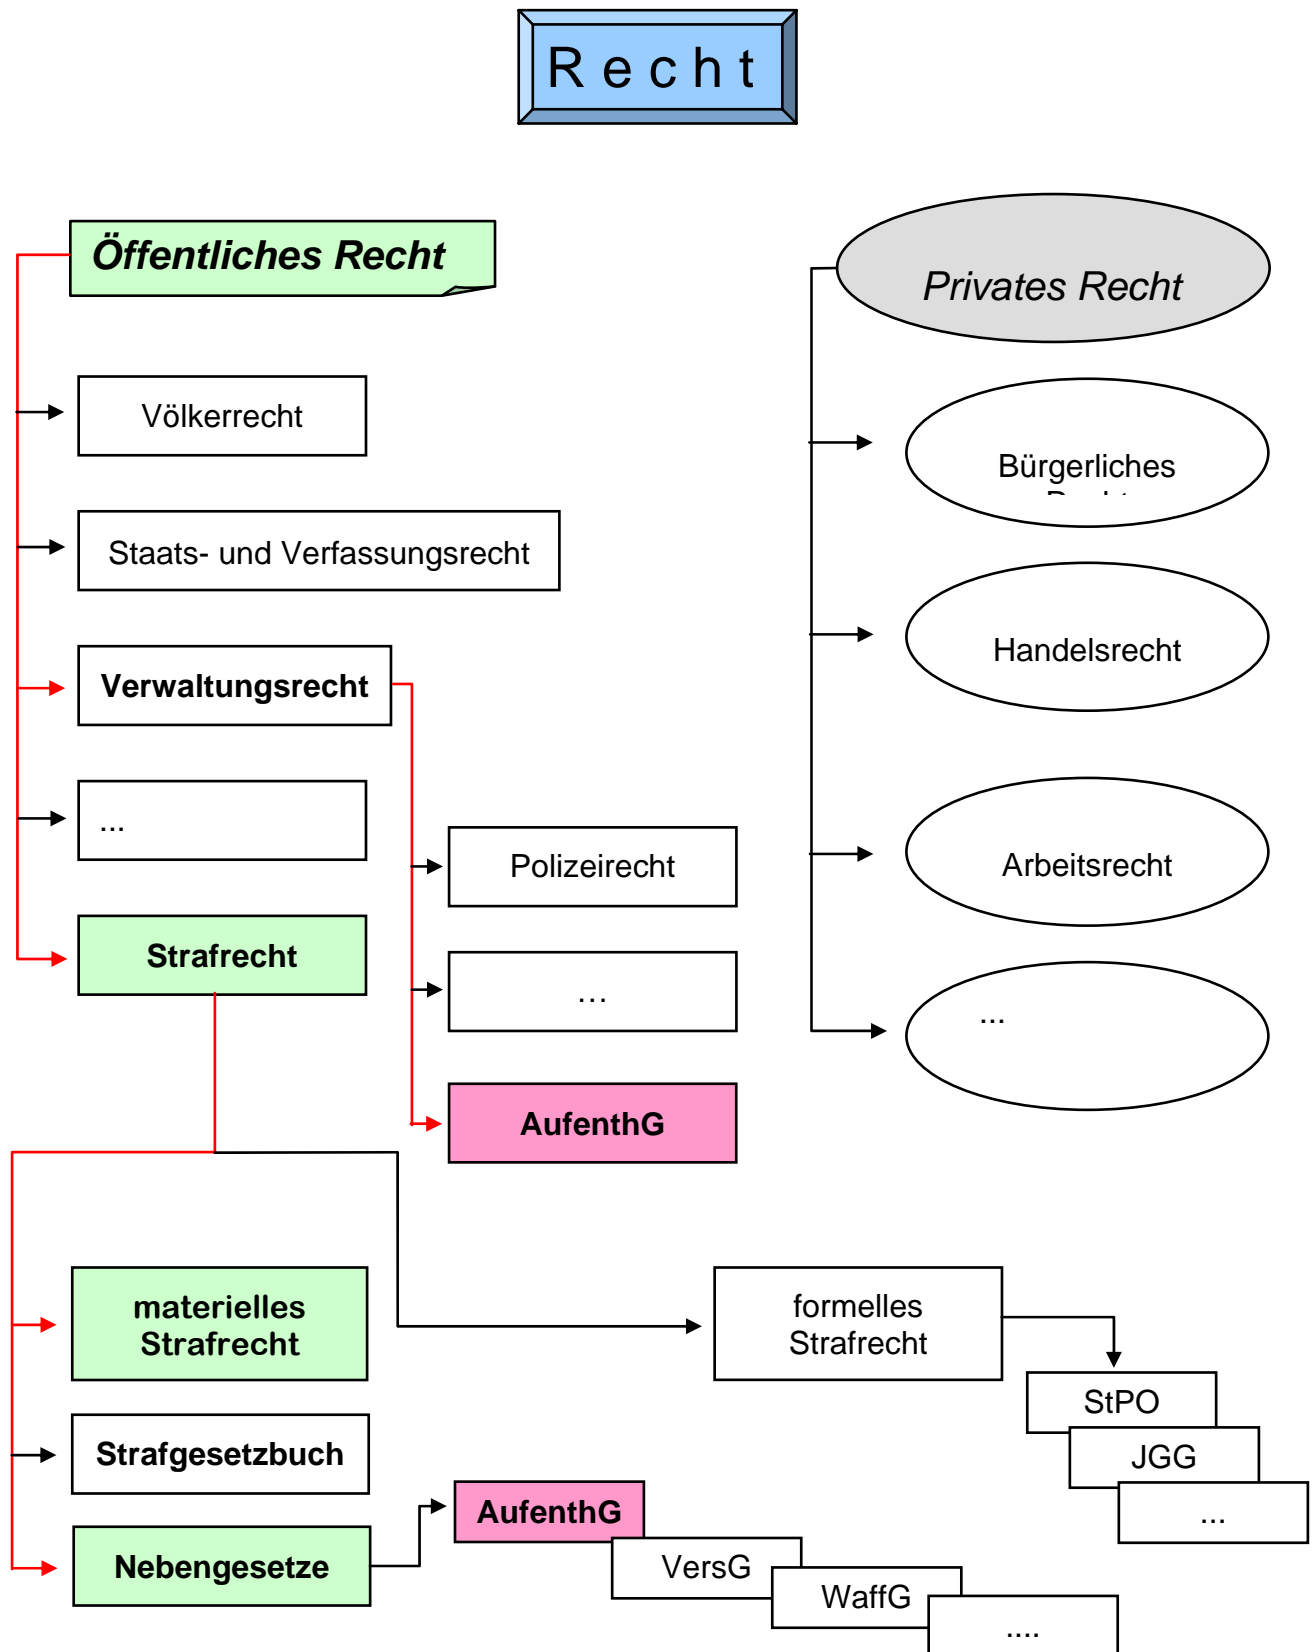 Recht
Öffentliches Recht
Privates Recht
Völkerrecht
Bürgerliches
Staats- und Verfassungsrecht
Handelsrecht
Verwaltungsrecht
...
Polizeirecht
Arbeitsrecht
Strafrecht
...
...
AufenthG
materielles
Strafrecht
formelles
Strafrecht
StPO
JGG
...
Strafgesetzbuch
AufenthG
Nebengesetze
VersG
WaffG
....